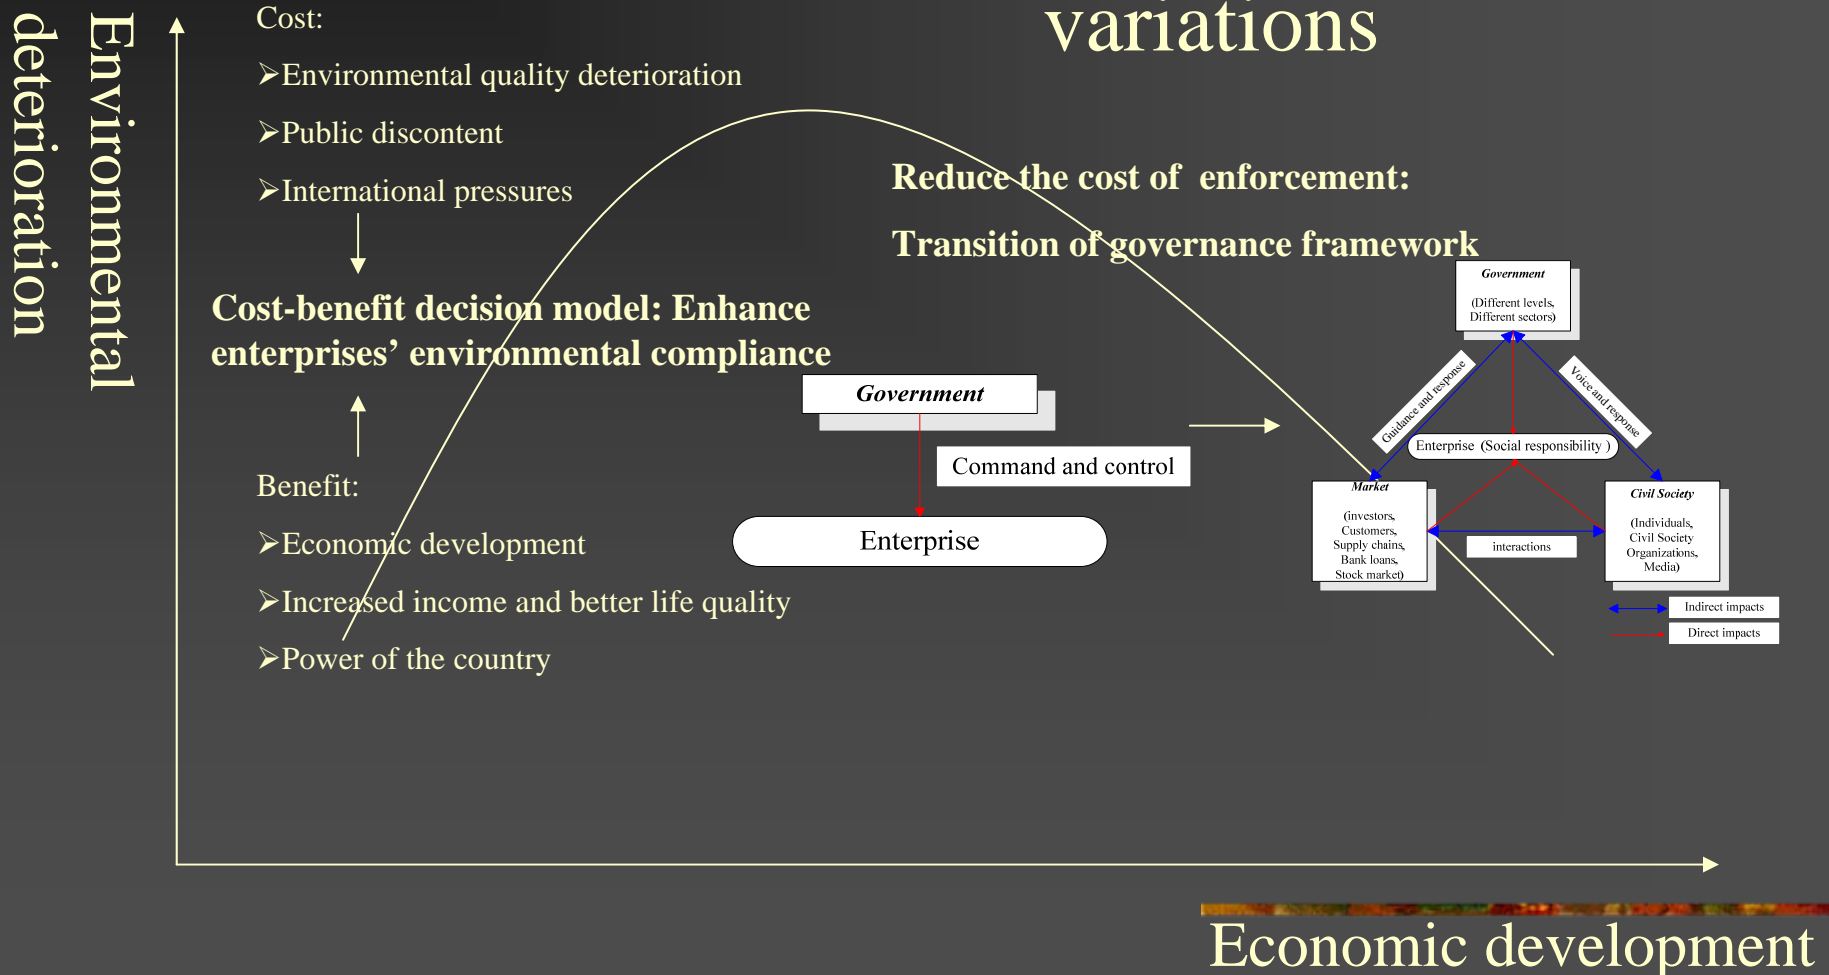 variations
Environmental
deterioration
Cost:
➢Environmental quality deterioration
➢Public discontent
➢International pressures
Cost-benefit decision model: Enhance
enterprises’ environmental compliance
Benefit:
➢Economic development
➢Increased income and better life quality
➢Power of the country
Reduce the cost of enforcement:
Transition of governance framework
Government
Command and control
Enterprise
Government
(Different levels,
Different sectors)
Guidance and response
Voice and response
Enterprise (Social responsibility )
Market
(investors,
Customers,
Supply chains,
Bank loans,
Stock market)
interactions
Civil Society
(Individuals,
Civil Society
Organizations,
Media)
Indirect impacts
Direct impacts
Economic development